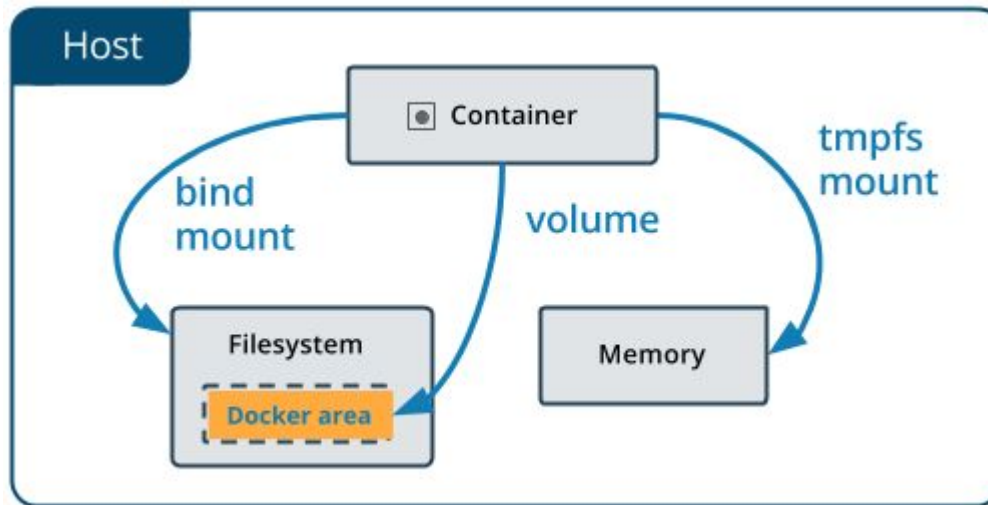 Host
Container
bind
mount
volume
tmpfs
mount
Filesystem
Docker area
Memory